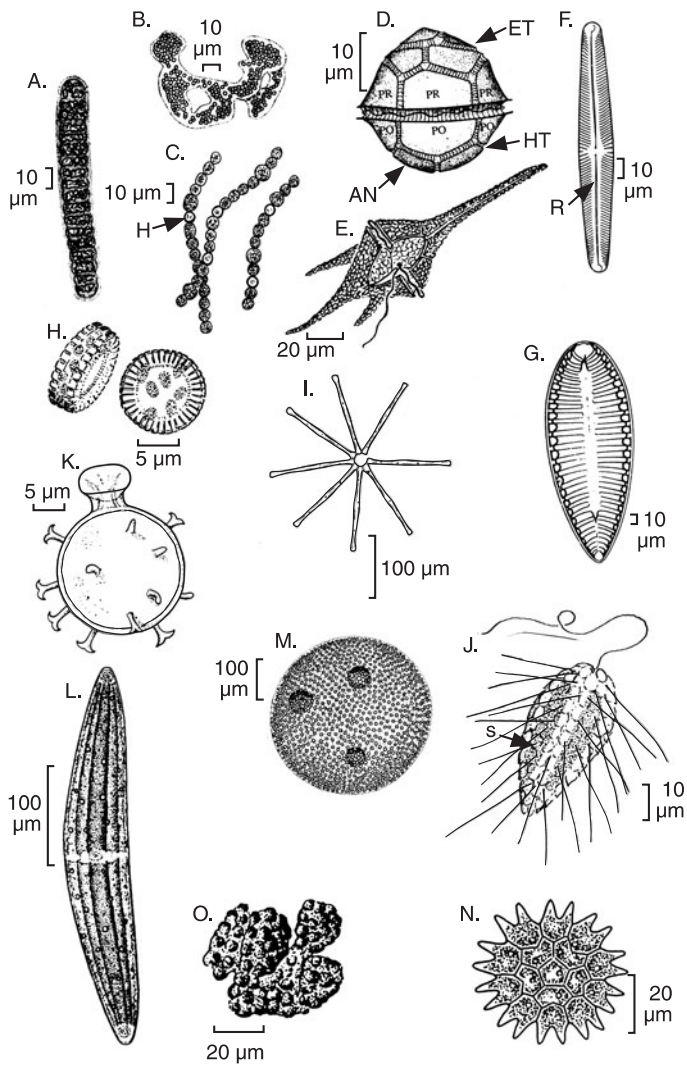 A.
10
µm
B.
10
µm
C.
10 µm
H
D.
10
µm
ET
PR
PR
PR
PO
PO
PO
HT
AN
E.
20 µm
F.
10
µm
R
G.
10
µm
H.
5 µm
I.
100 µm
K.
5 µm
J.
s
10
µm
L.
100
µm
M.
100
µm
N.
20
µm
O.
20 µm